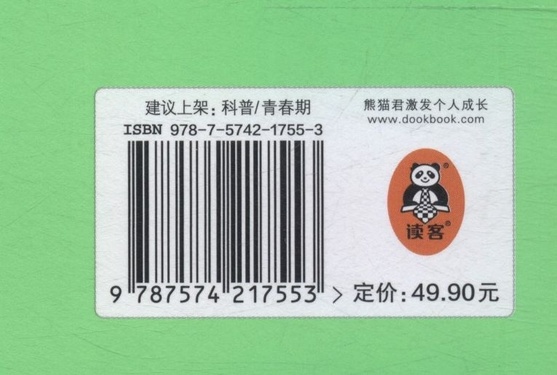 建议上架：科普/青春期
ISBN 978-7-5742-1755-3
9 787574 217553 >
定价：49.90元
熊猫君激发个人成长
www.dookbook.com
读客®